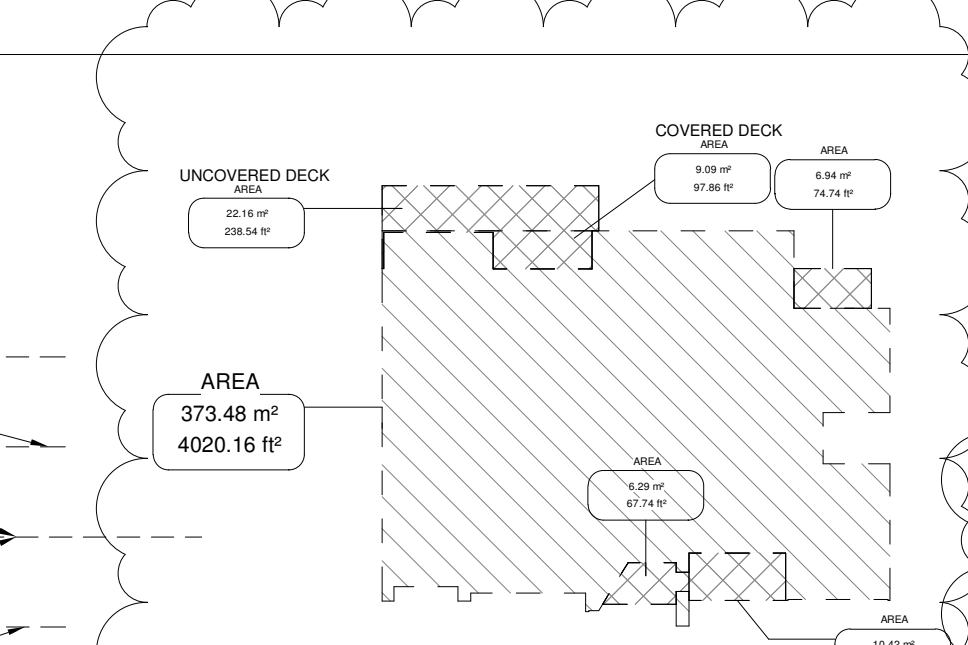 COVERED DECK
AREA
9.09 m²
97.86 ft²
AREA
6.94 m²
74.74 ft²
UNCOVERED DECK
AREA
22.16 m²
238.54 ft²
AREA
373.48 m²
4020.16 ft²
AREA
6.29 m²
67.74 ft²
AREA